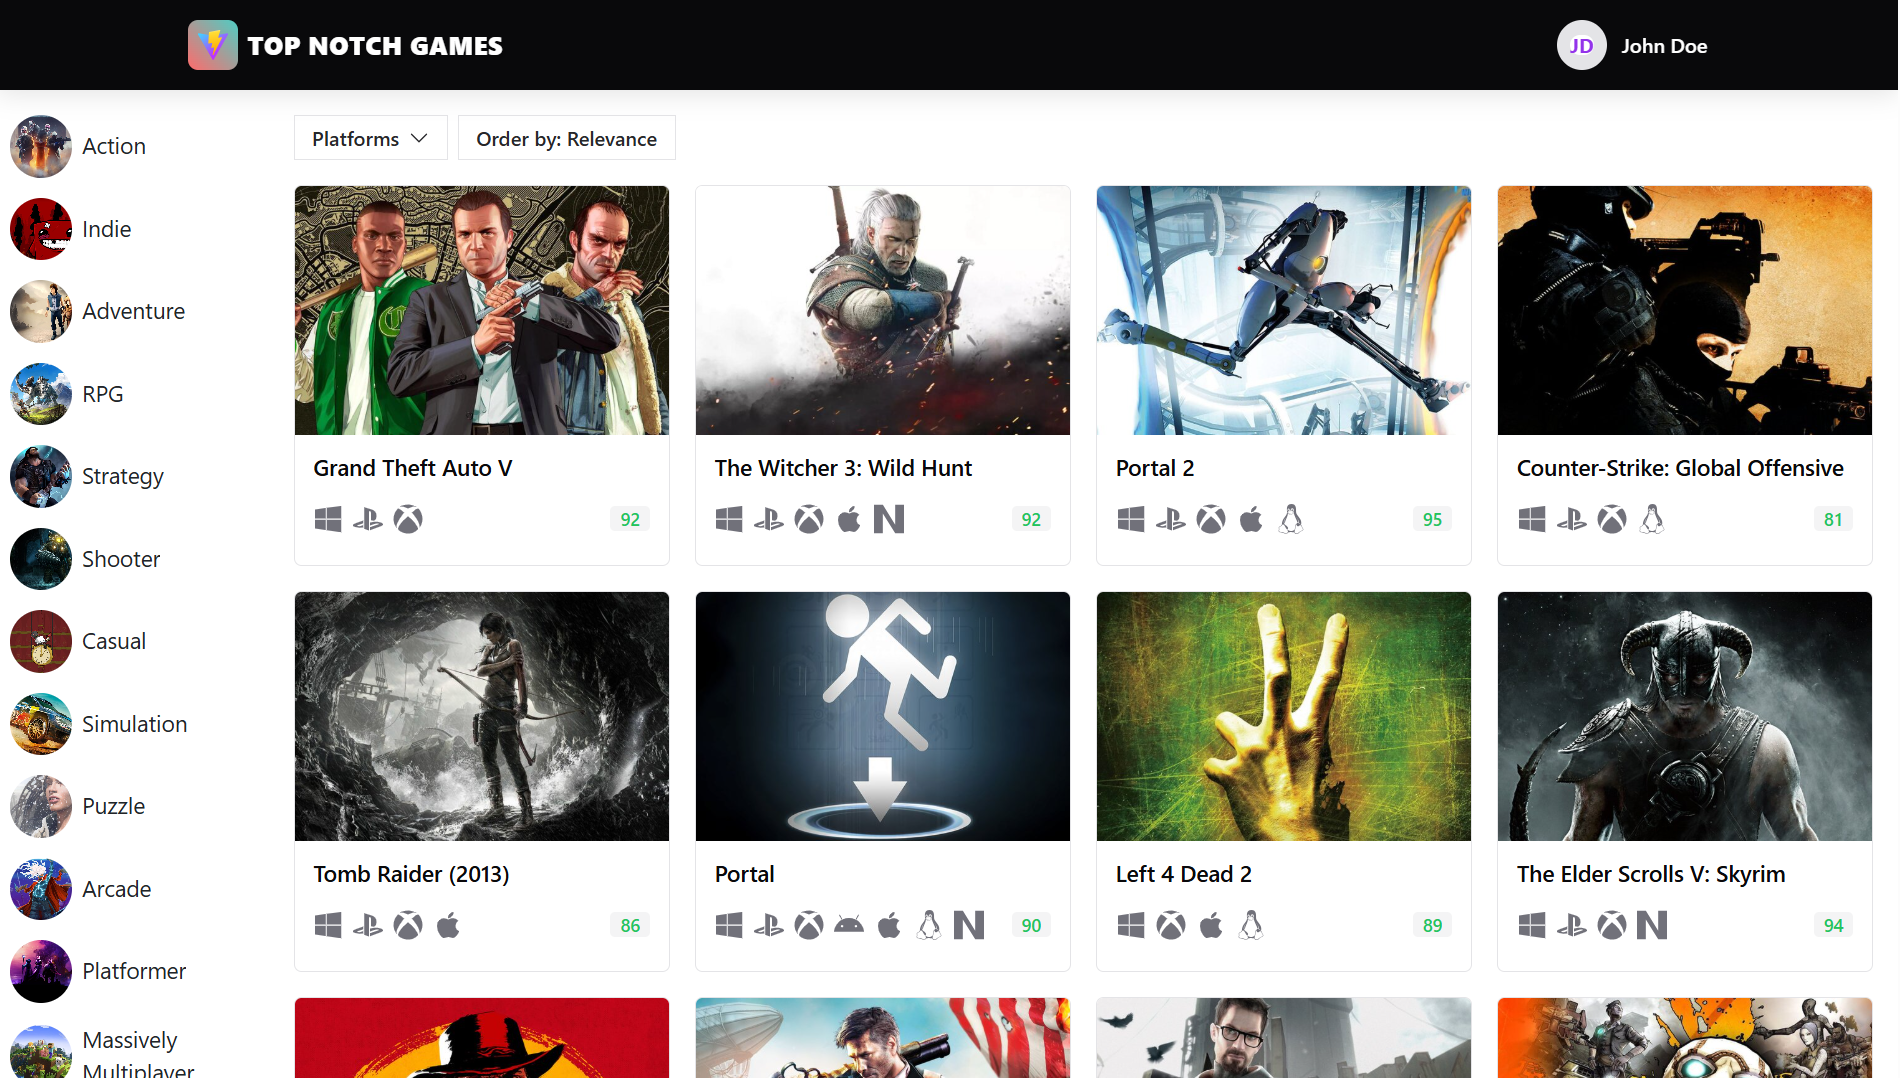 TOP NOTCH GAMES
JD
John Doe
Action
Indie
Adventure
RPG
Strategy
Shooter
Casual
Simulation
Puzzle
Arcade
Platformer
Massively
Multiplayer
Platforms
Order by: Relevance
Grand Theft Auto V
92
The Witcher 3: Wild Hunt
92
Portal 2
95
Counter-Strike: Global Offensive
81
Tomb Raider (2013)
86
Portal
90
Left 4 Dead 2
89
The Elder Scrolls V: Skyrim
94